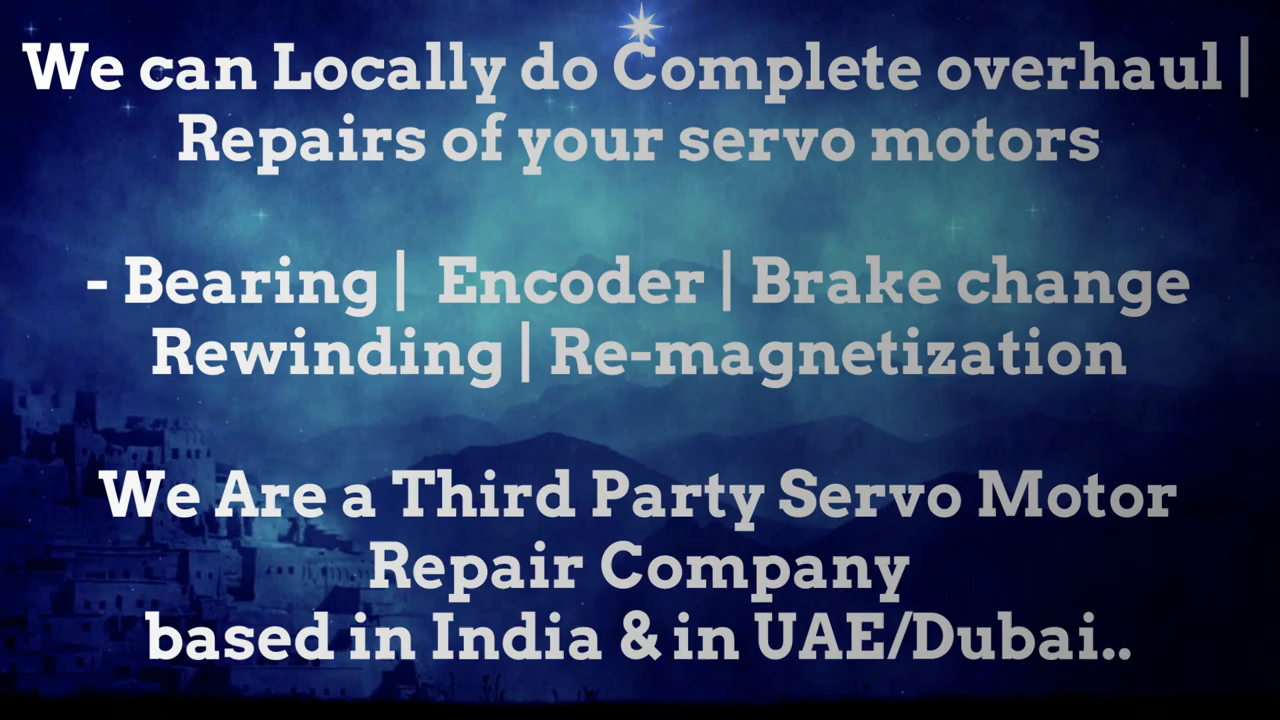 We can Locally do Complete overhaul |
Repairs of your servo motors
- Bearing | Encoder | Brake change
Rewinding | Re-magnetization
We Are a Third Party Servo Motor
Repair Company
based in India & in UAE/Dubai..